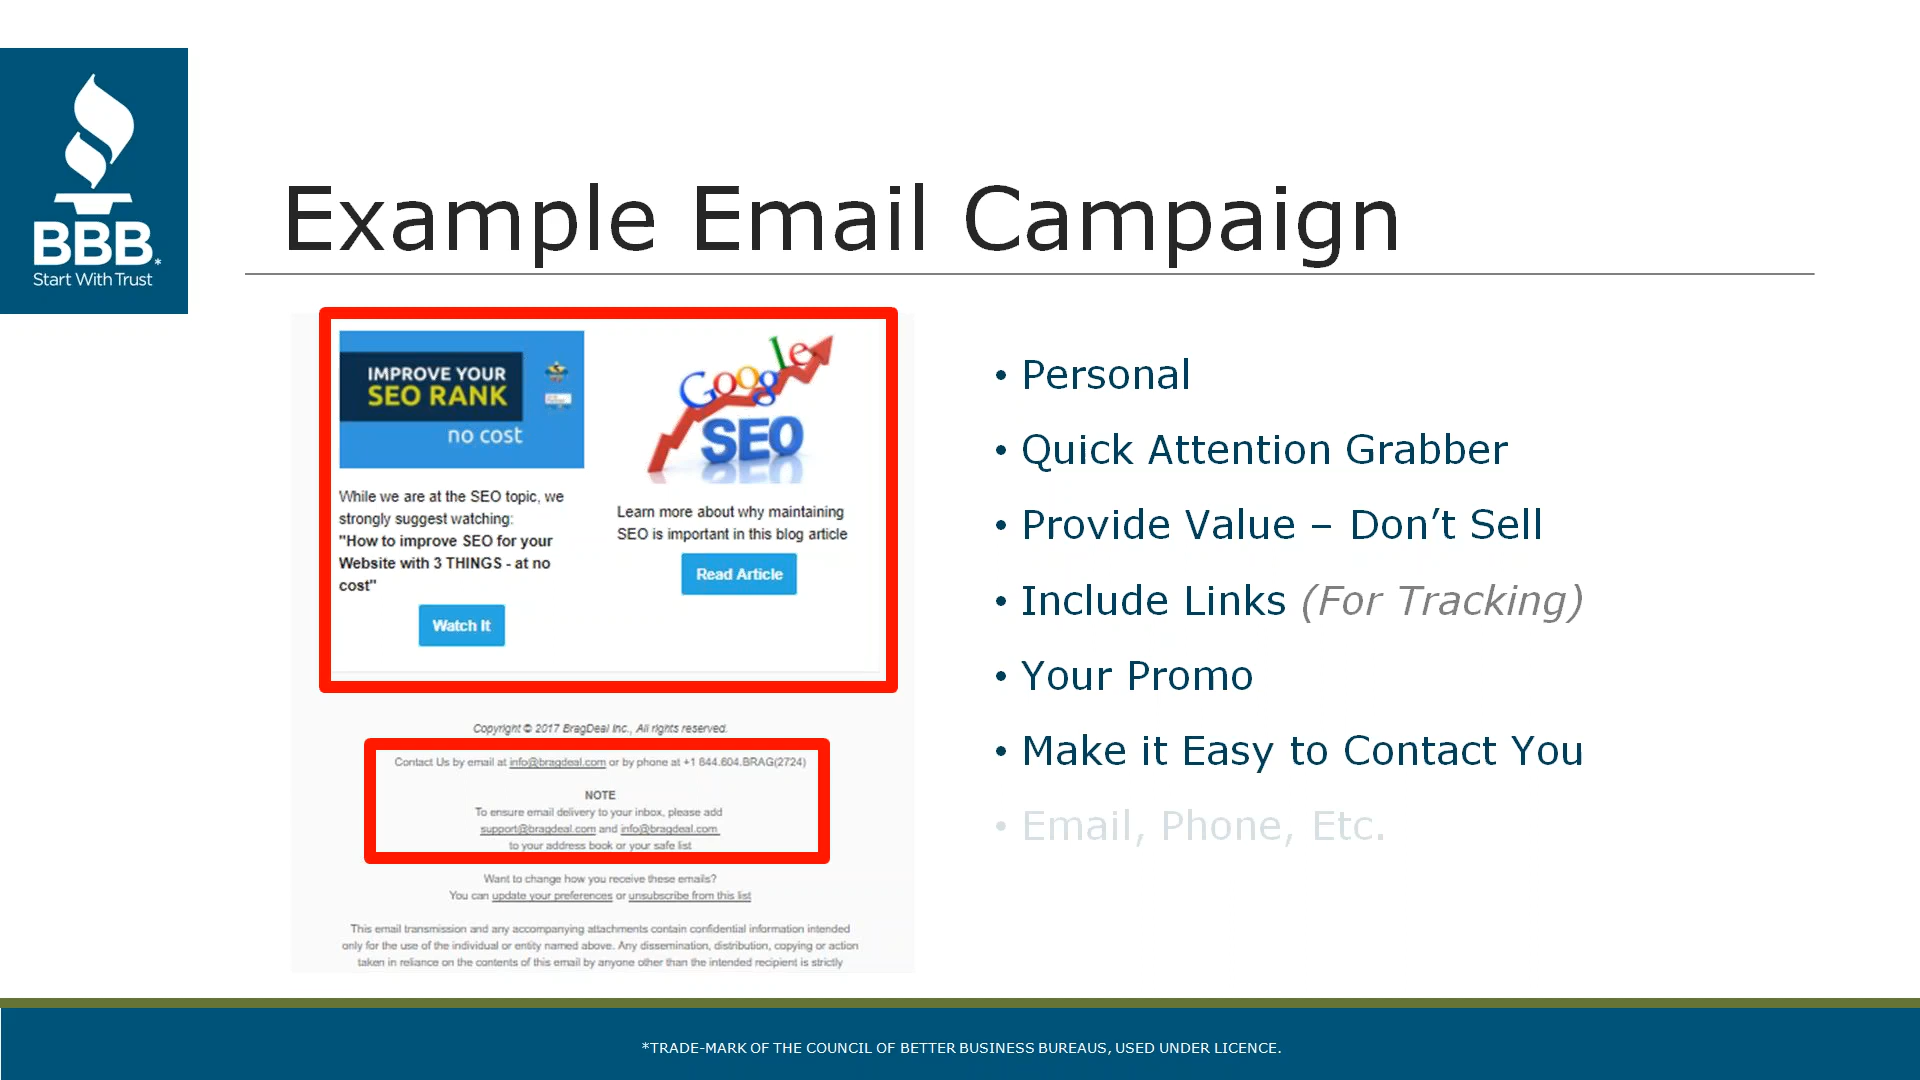 BBB.*
Start With Trust
Example Email Campaign
IMPROVE YOUR
SEO RANK
no cost
While we are at the SEO topic, we
strongly suggest watching:
"How to improve SEO for your
Website with 3 THINGS - at no
cost"
Watch It
Google
SEO
Learn more about why maintaining
SEO is important in this blog article
Read Article
Copyright © 2017 BragDeal Inc., All rights reserved.
Contact Us by email at info@bragdeal.com or by phone at +1 844.604.BRAG(2724)
NOTE
To ensure email delivery to your inbox, please add
support@bragdeal.com and info@bragdeal.com
to your address book or your safe list
Want to change how you receive these emails?
You can update your preferences or unsubscribe from this list
This email transmission and any accompanying attachments contain confidential information intended
only for the use of the individual or entity named above. Any dissemination, distribution, copying or action
taken in reliance on the contents of this email by anyone other than the intended recipient is strictly
• Personal
• Quick Attention Grabber
• Provide Value – Don’t Sell
• Include Links (For Tracking)
• Your Promo
• Make it Easy to Contact You
• Email, Phone, Etc.
*TRADE-MARK OF THE COUNCIL OF BETTER BUSINESS BUREAUS, USED UNDER LICENCE.